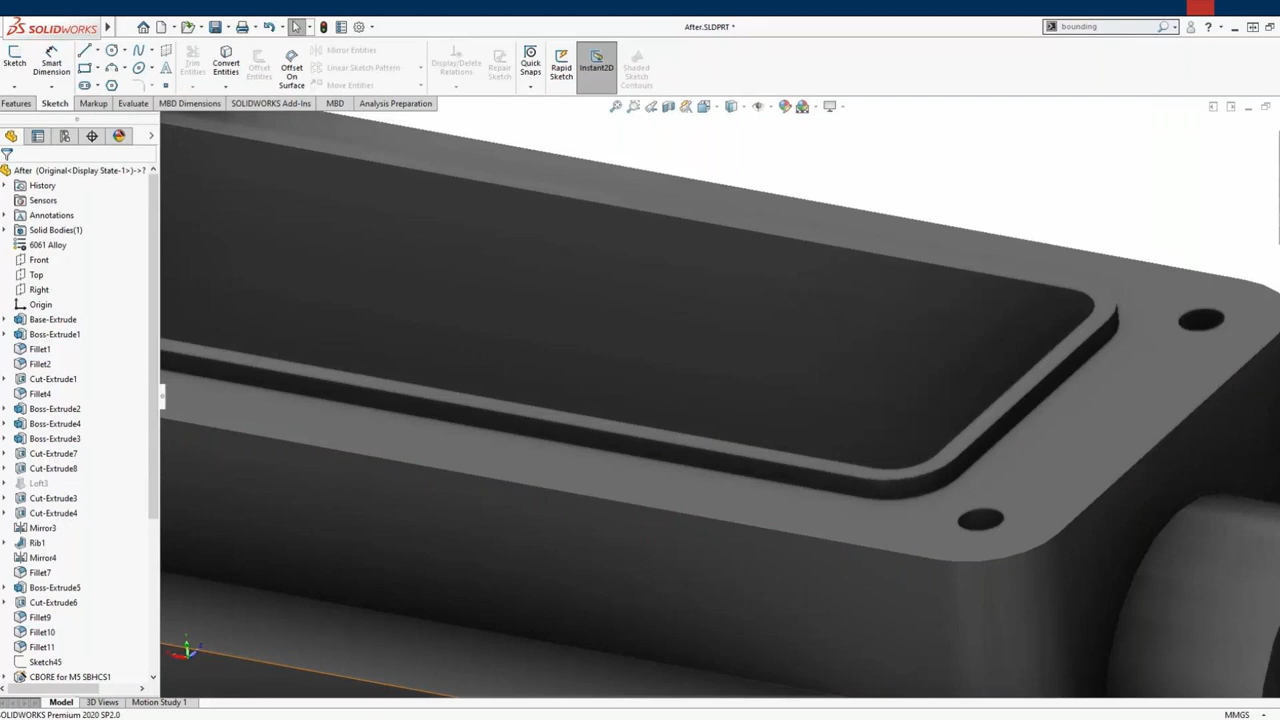 SOLIDWORKS
After.SLDPRT *
bounding
Sketch
Smart
Dimension
Trim
Entities
Convert
Entities
Offset
Entities
Offset
On
Surface
Mirror Entities
Linear Sketch Pattern
Move Entities
Display/Delete
Relations
Repair
Sketch
Quick
Snaps
Rapid
Sketch
Instant2D
Shaded
Sketch
Contours
Features
Sketch
Markup
Evaluate
MBD Dimensions
SOLIDWORKS Add-Ins
MBD
Analysis Preparation
After (Original<Display State-1>)->?
History
Sensors
Annotations
Solid Bodies(1)
6061 Alloy
Front
Top
Right
Origin
Base-Extrude
Boss-Extrude1
Fillet1
Fillet2
Cut-Extrude1
Fillet4
Boss-Extrude2
Boss-Extrude4
Boss-Extrude3
Cut-Extrude7
Cut-Extrude8
Loft3
Cut-Extrude3
Cut-Extrude4
Mirror3
Rib1
Mirror4
Fillet7
Boss-Extrude5
Cut-Extrude6
Fillet9
Fillet10
Fillet11
Sketch45
CBORE for M5 SBHCS1
Model
3D Views
Motion Study 1
SOLIDWORKS Premium 2020 SP2.0
MMGS